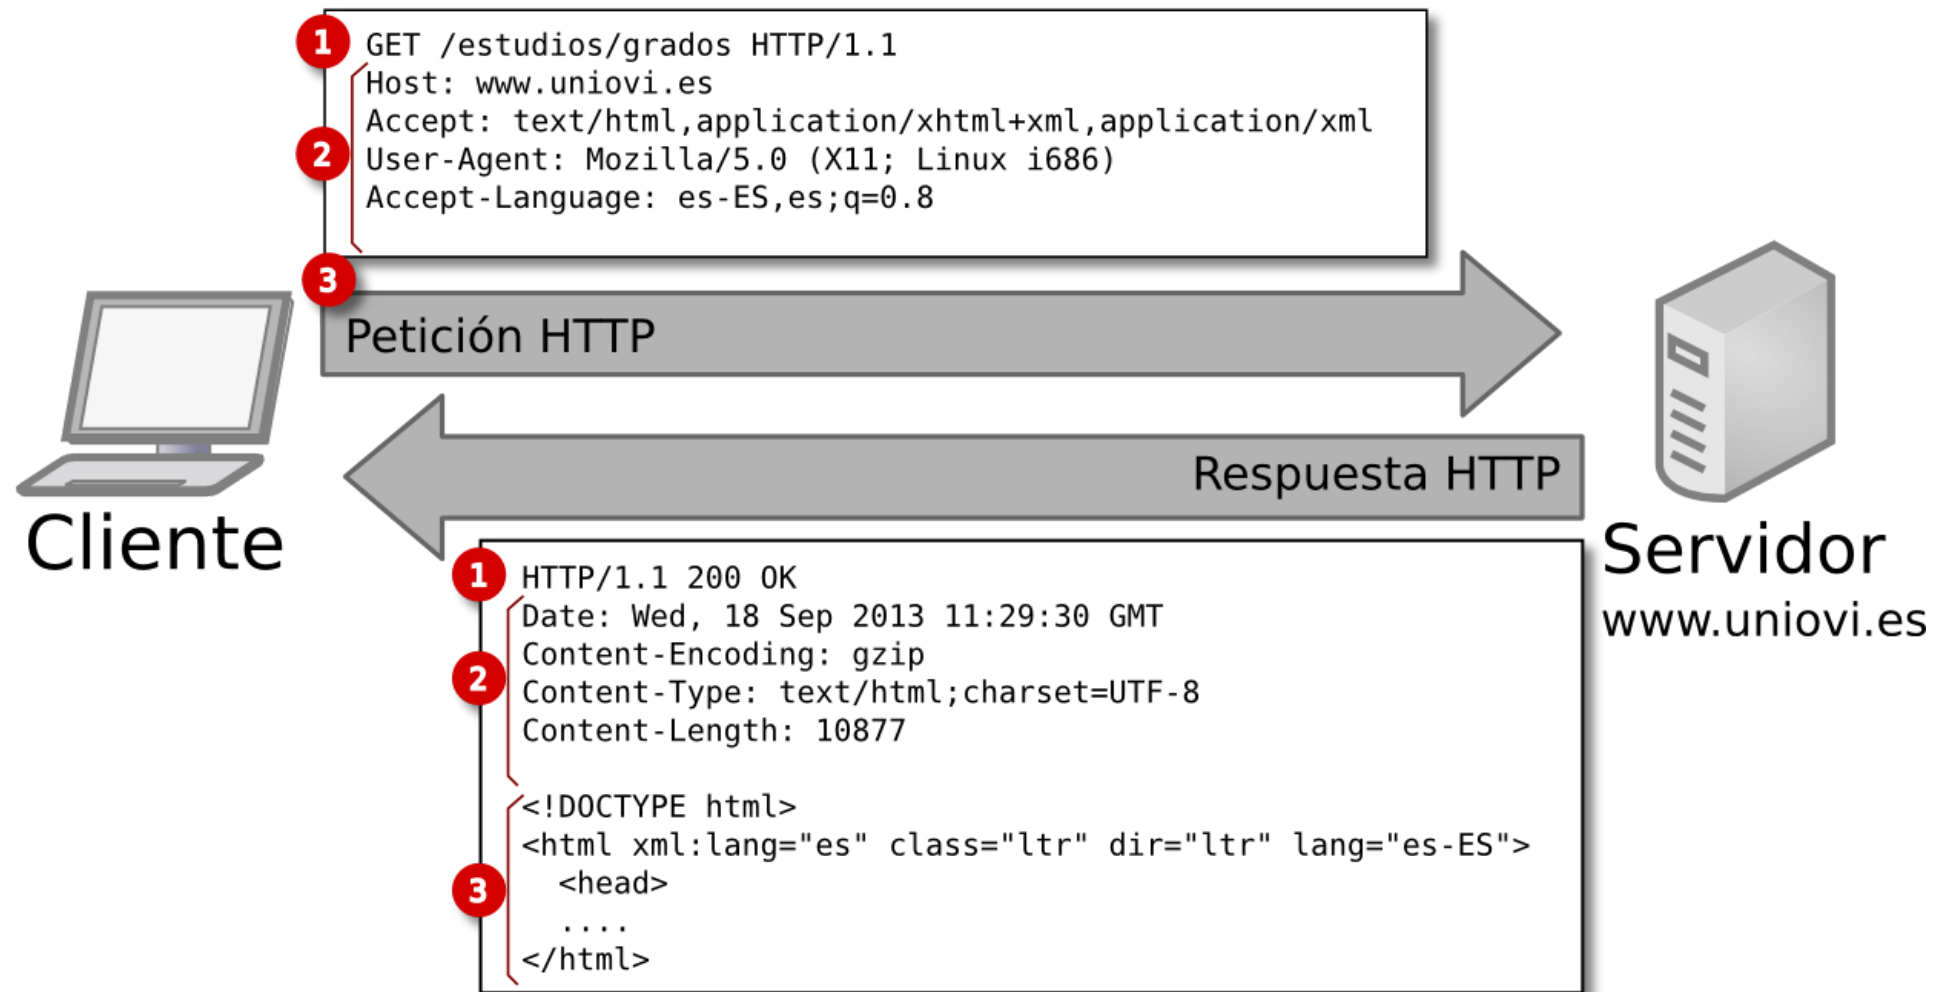 1 GET /estudios/grados HTTP/1.1
Host: www.uniovi.es
Accept: text/html,application/xhtml+xml,application/xml
2 User-Agent: Mozilla/5.0 (X11; Linux i686)
Accept-Language: es-ES,es;q=0.8
3
Petición HTTP
Respuesta HTTP
Cliente
Servidor
www.uniovi.es
1 HTTP/1.1 200 OK
Date: Wed, 18 Sep 2013 11:29:30 GMT
Content-Encoding: gzip
2 Content-Type: text/html;charset=UTF-8
Content-Length: 10877
<!DOCTYPE html>
<html xml:lang="es" class="ltr" dir="ltr" lang="es-ES">
3 <head>
....
</html>